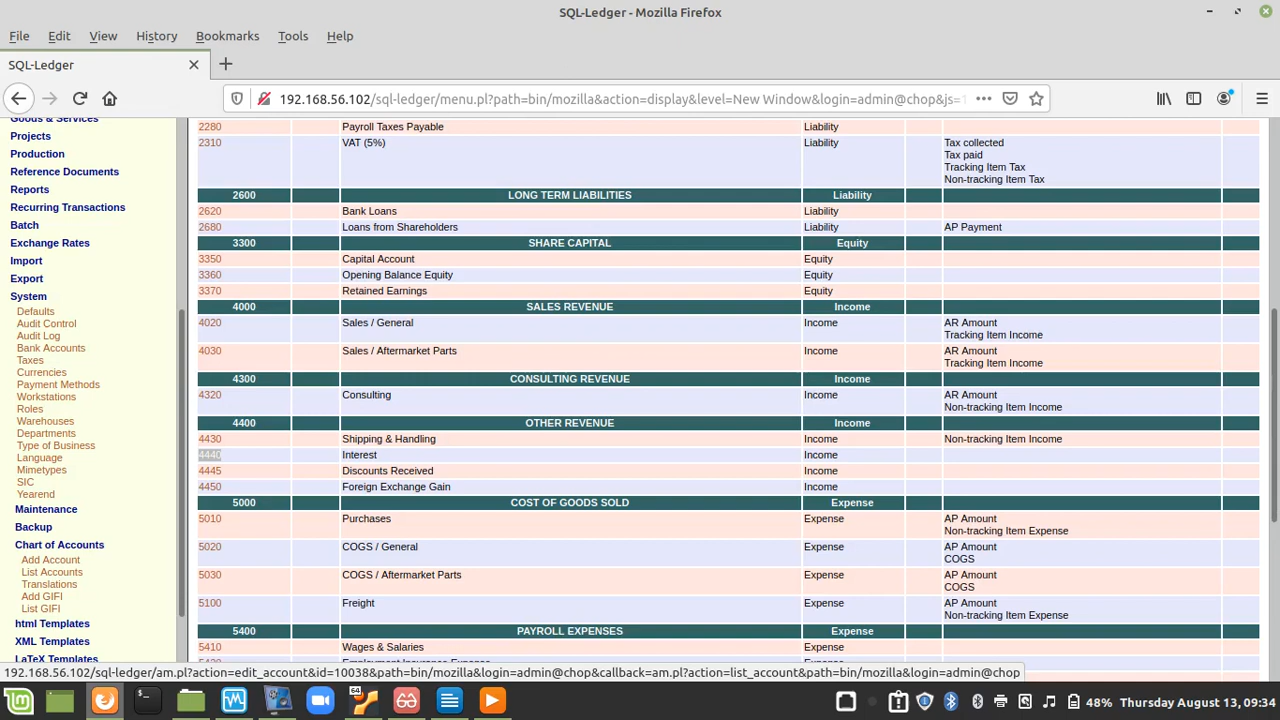 SQL-Ledger - Mozilla Firefox
File Edit View History Bookmarks Tools Help
SQL-Ledger
192.168.56.102/sql-ledger/menu.pl?path=bin/mozilla&action=display&level=New Window&login=admin@chop&js=
Goods & Services
Projects
Production
Reference Documents
Reports
Recurring Transactions
Batch
Exchange Rates
Import
Export
System
Defaults
Audit Control
Audit Log
Bank Accounts
Taxes
Currencies
Payment Methods
Workstations
Roles
Warehouses
Departments
Type of Business
Language
Mimetypes
SIC
Yearend
Maintenance
Backup
Chart of Accounts
Add Account
List Accounts
Translations
Add GIFI
List GIFI
html Templates
XML Templates
LaTeX Templates
2280 Payroll Taxes Payable Liability
2310 VAT (5%) Liability Tax collected
Tax paid
Tracking Item Tax
Non-tracking Item Tax
2600 LONG TERM LIABILITIES Liability
2620 Bank Loans Liability
2680 Loans from Shareholders Liability AP Payment
3300 SHARE CAPITAL Equity
3350 Capital Account Equity
3360 Opening Balance Equity Equity
3370 Retained Earnings Equity
4000 SALES REVENUE Income
4020 Sales / General Income AR Amount
Tracking Item Income
4030 Sales / Aftermarket Parts Income AR Amount
Tracking Item Income
4300 CONSULTING REVENUE Income
4320 Consulting Income AR Amount
Non-tracking Item Income
4400 OTHER REVENUE Income
4430 Shipping & Handling Income Non-tracking Item Income
4440 Interest Income
4445 Discounts Received Income
4450 Foreign Exchange Gain Income
5000 COST OF GOODS SOLD Expense
5010 Purchases Expense AP Amount
Non-tracking Item Expense
5020 COGS / General Expense AP Amount
COGS
5030 COGS / Aftermarket Parts Expense AP Amount
COGS
5100 Freight Expense AP Amount
Non-tracking Item Expense
5400 PAYROLL EXPENSES Expense
5410 Wages & Salaries Expense
192.168.56.102/sql-ledger/am.pl?action=edit_account&id=10038&path=bin/mozilla&login=admin@chop&callback=am.pl?action=list_account&path=bin/mozilla&login=admin@chop
64
48% Thursday August 13, 09:34